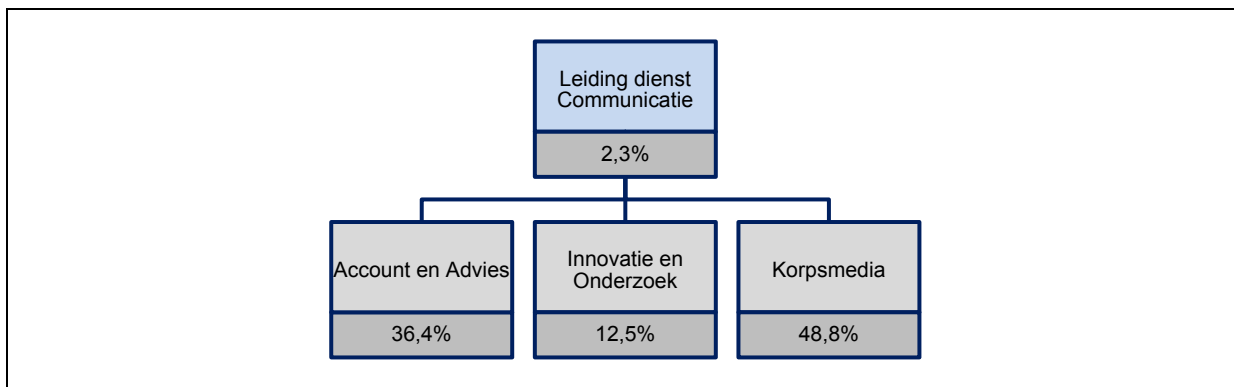 Leiding dienst
Communicatie
2,3%
Account en Advies
36,4%
Innovatie en
Onderzoek
12,5%
Korpsmedia
48,8%